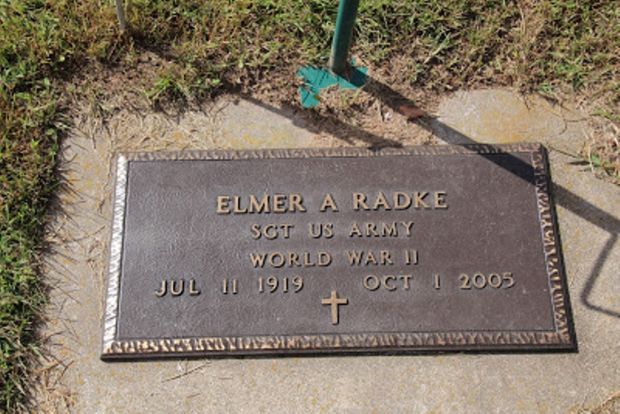 ELMER A RADKE
SGT US ARMY
WORLD WAR II
JUL 11 1919 OCT 1 2005